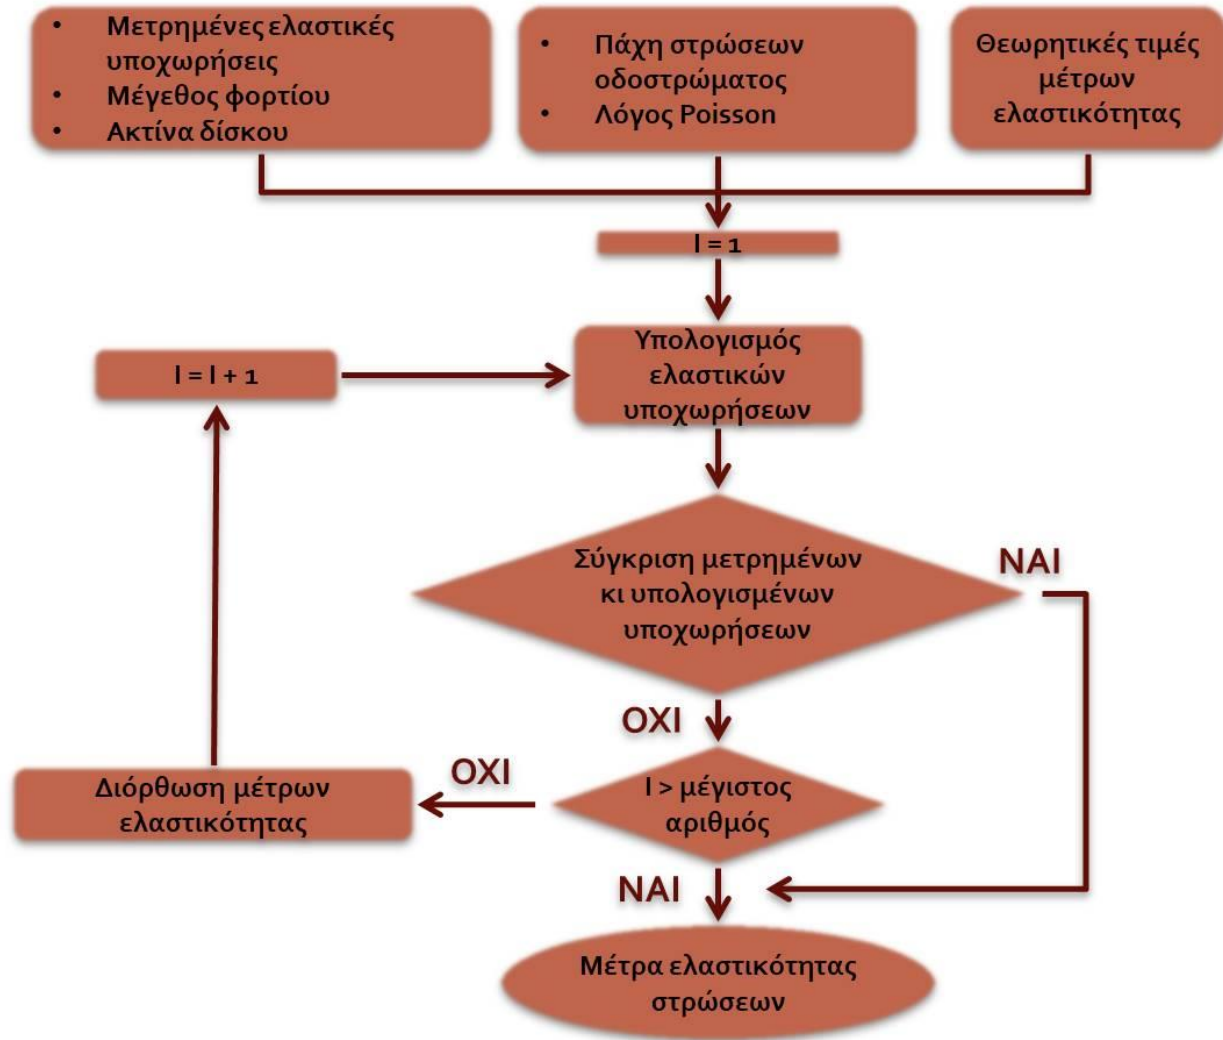 • Μετρημένες ελαστικές
υποχωρήσεις
• Μέγεθος φορτίου
• Ακτίνα δίσκου
• Πάχη στρώσεων
οδοστρώματος
• Λόγος Poisson
Θεωρητικές τιμές
μέτρων
ελαστικότητας
I = 1
Υπολογισμός
ελαστικών
υποχωρήσεων
I = I + 1
Σύγκριση μετρημένων
κι υπολογισμένων
υποχωρήσεων
ΝΑΙ
ΟΧΙ
I > μέγιστος
αριθμός
ΟΧΙ
Διόρθωση μέτρων
ελαστικότητας
ΝΑΙ
Μέτρα ελαστικότητας
στρώσεων